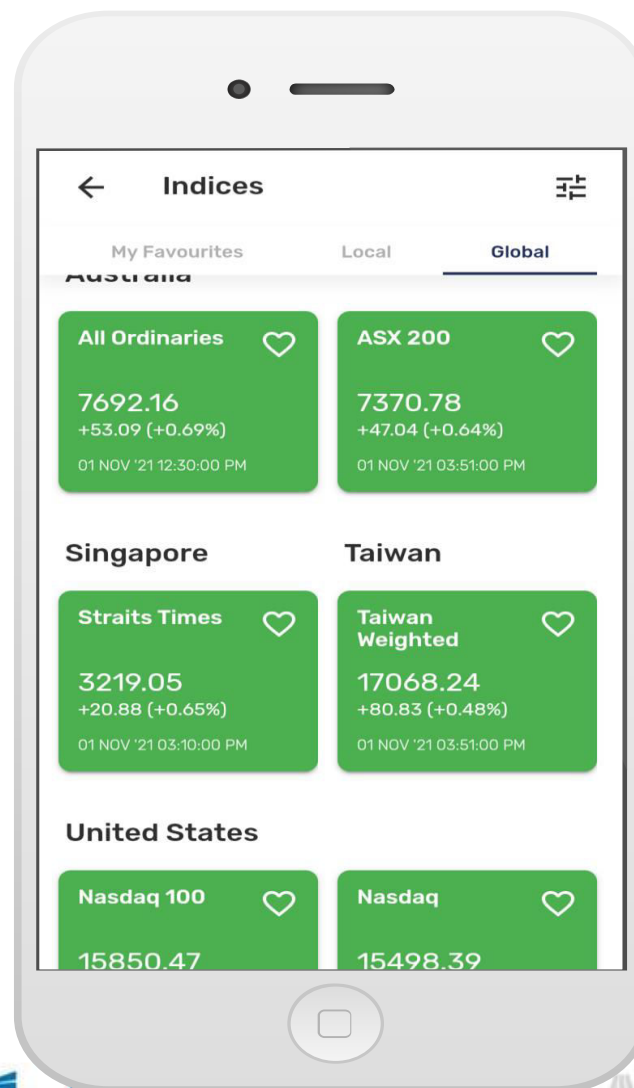 Indices
My Favourites Local Global
Australia
All Ordinaries
7692.16
+53.09 (+0.69%)
01 NOV '21 12:30:00 PM
ASX 200
7370.78
+47.04 (+0.64%)
01 NOV '21 03:51:00 PM
Singapore
Straits Times
3219.05
+20.88 (+0.65%)
01 NOV '21 03:10:00 PM
Taiwan
Taiwan
Weighted
17068.24
+80.83 (+0.48%)
01 NOV '21 03:51:00 PM
United States
Nasdaq 100
15850.47
Nasdaq
15498.39